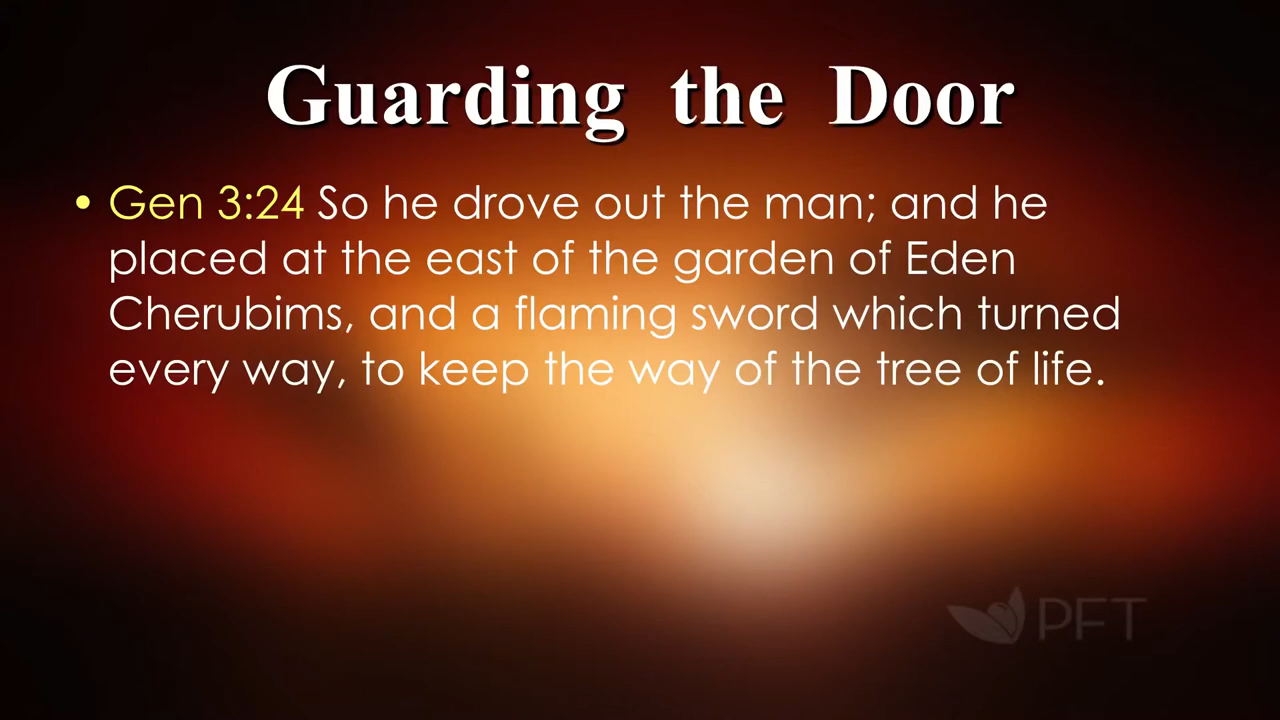 Guarding the Door
• Gen 3:24 So he drove out the man; and he
placed at the east of the garden of Eden
Cherubims, and a flaming sword which turned
every way, to keep the way of the tree of life.
PFT